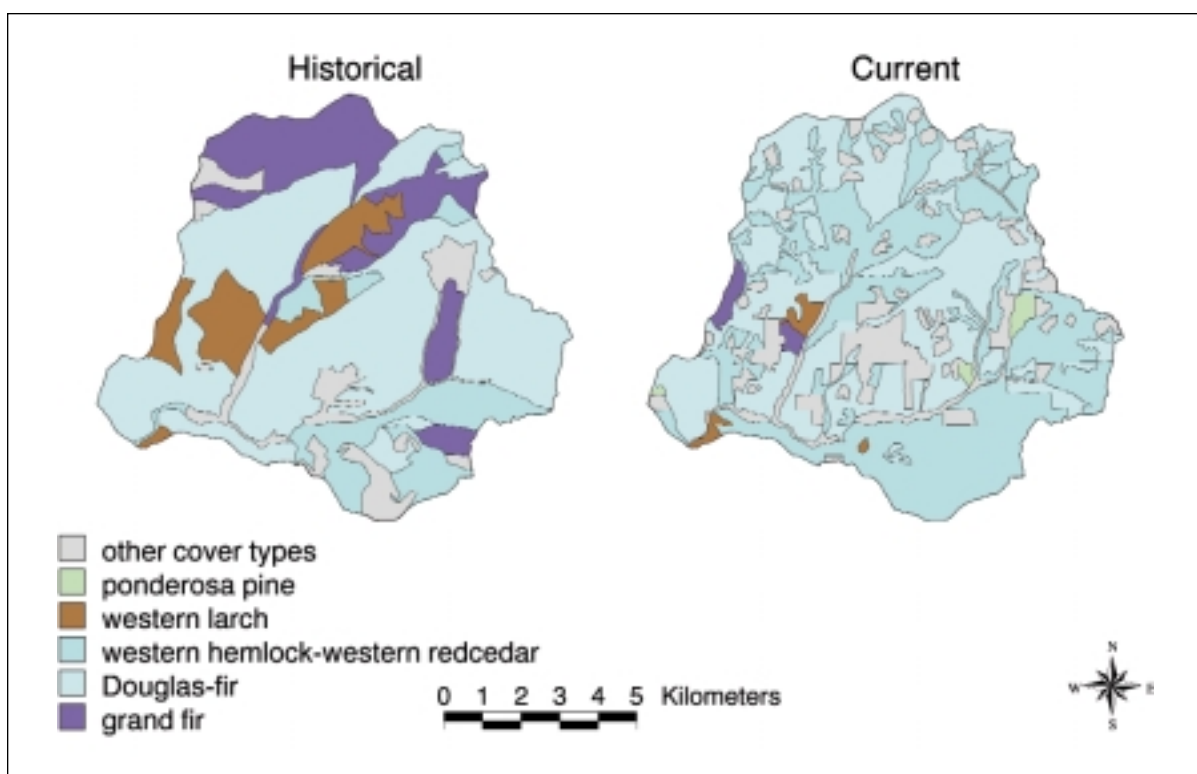 Historical
Current
other cover types
ponderosa pine
western larch
western hemlock-western redcedar
Douglas-fir
grand fir
0 1 2 3 4 5 Kilometers
N
W E
S